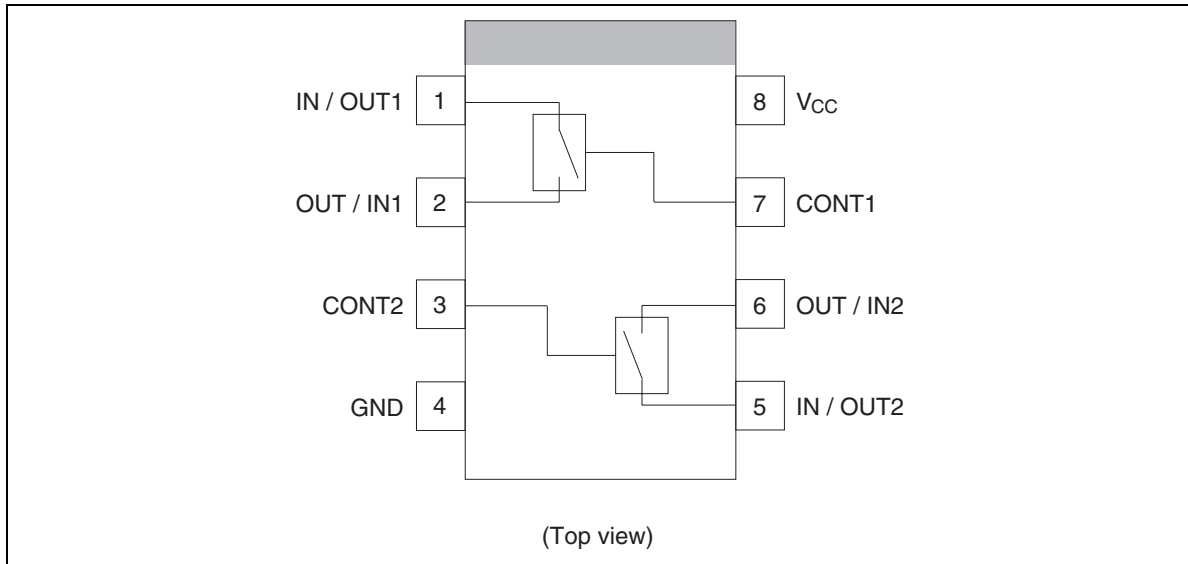 IN / OUT1 1
8 VCC
OUT / IN1 2
7 CONT1
CONT2 3
6 OUT / IN2
GND 4
5 IN / OUT2
(Top view)